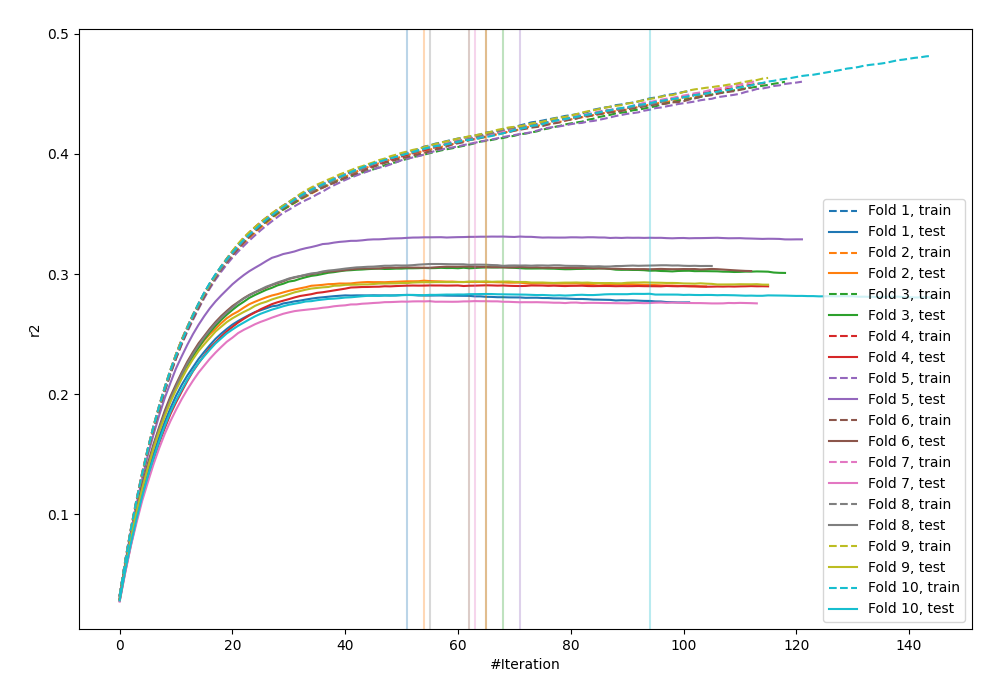 0.5
0.4
0.3
0.2
0.1
r2
0
20
40
60
80
100
120
140
#Iteration
Fold 1, train
Fold 1, test
Fold 2, train
Fold 2, test
Fold 3, train
Fold 3, test
Fold 4, train
Fold 4, test
Fold 5, train
Fold 5, test
Fold 6, train
Fold 6, test
Fold 7, train
Fold 7, test
Fold 8, train
Fold 8, test
Fold 9, train
Fold 9, test
Fold 10, train
Fold 10, test